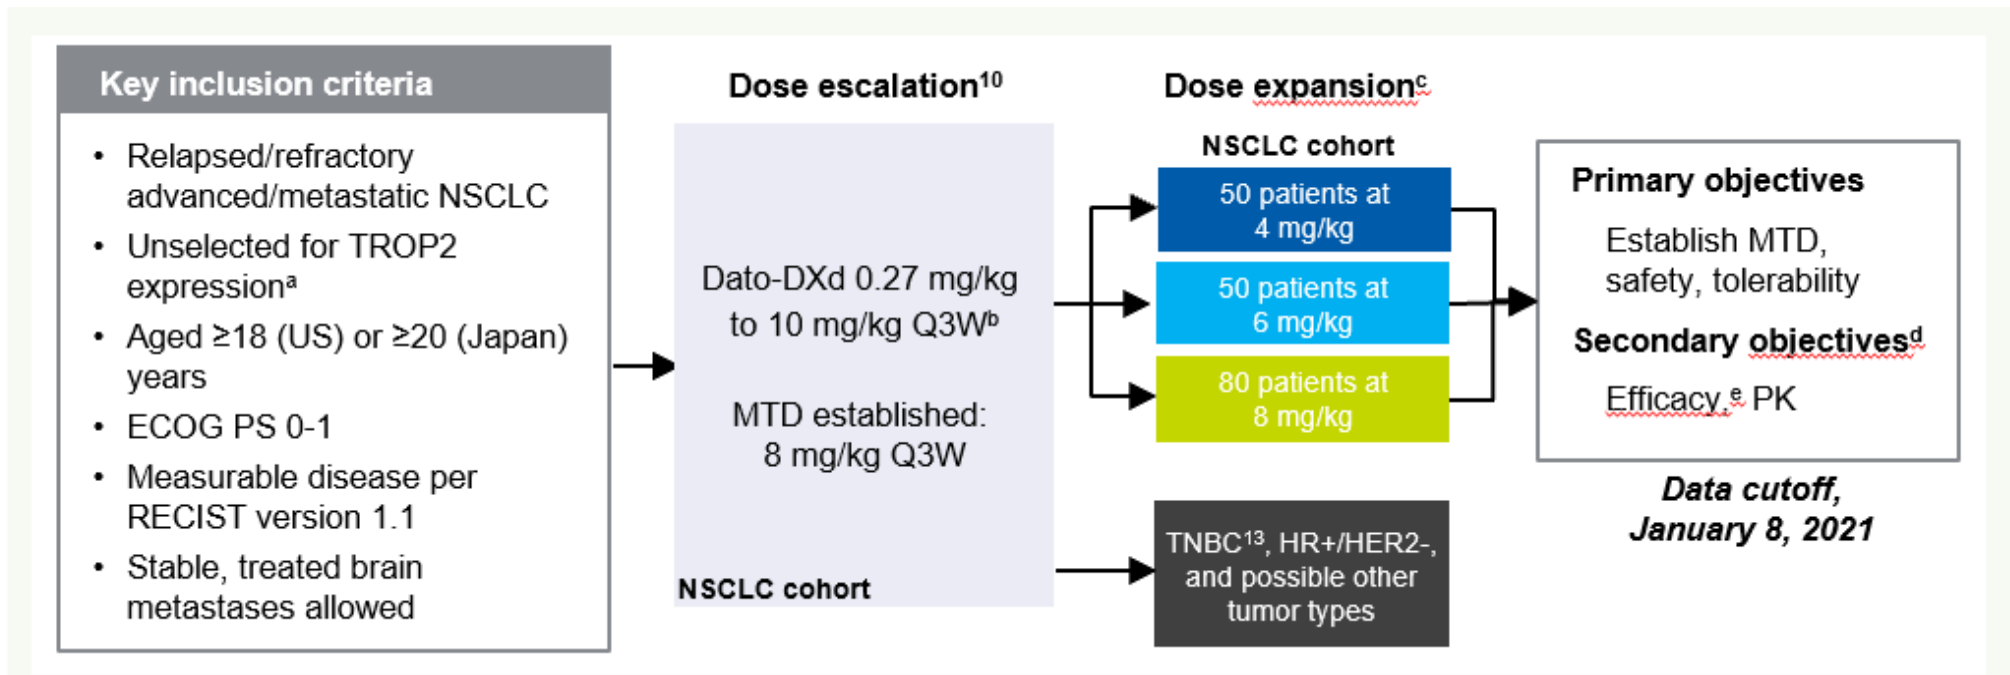 Key inclusion criteria
• Relapsed/refractory
advanced/metastatic NSCLC
• Unselected for TROP2
expressionᵃ
• Aged ≥18 (US) or ≥20 (Japan)
years
• ECOG PS 0-1
• Measurable disease per
RECIST version 1.1
• Stable, treated brain
metastases allowed
Dose escalation¹⁰
Dato-DXd 0.27 mg/kg
to 10 mg/kg Q3Wᵇ
MTD established:
8 mg/kg Q3W
NSCLC cohort
Dose expansionᶜ
NSCLC cohort
50 patients at
4 mg/kg
50 patients at
6 mg/kg
80 patients at
8 mg/kg
TNBC¹³, HR+/HER2-,
and possible other
tumor types
Primary objectives
Establish MTD,
safety, tolerability
Secondary objectivesᵈ
Efficacy,ᵉ PK
Data cutoff,
January 8, 2021